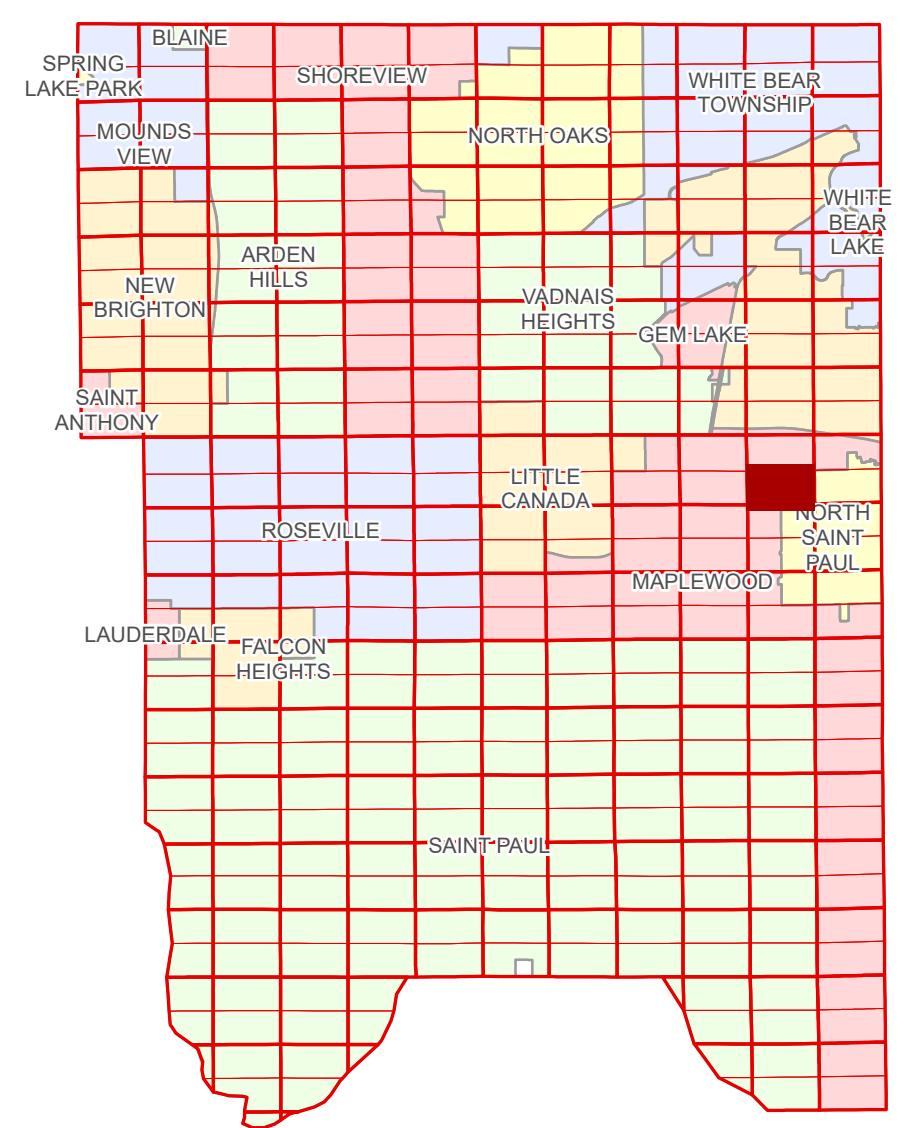 BLAINE
SPRING
LAKE PARK
SHOREVIEW
WHITE BEAR
TOWNSHIP
MOUNDS
VIEW
NORTH OAKS
WHITE
BEAR
LAKE
ARDEN
HILLS
NEW
BRIGHTON
VADNAIS
HEIGHTS
GEM LAKE
SAINT
ANTHONY
LITTLE
CANADA
NORTH
SAINT
PAUL
ROSEVILLE
MAPLEWOOD
LAUDERDALE
FALCON
HEIGHTS
SAINT PAUL